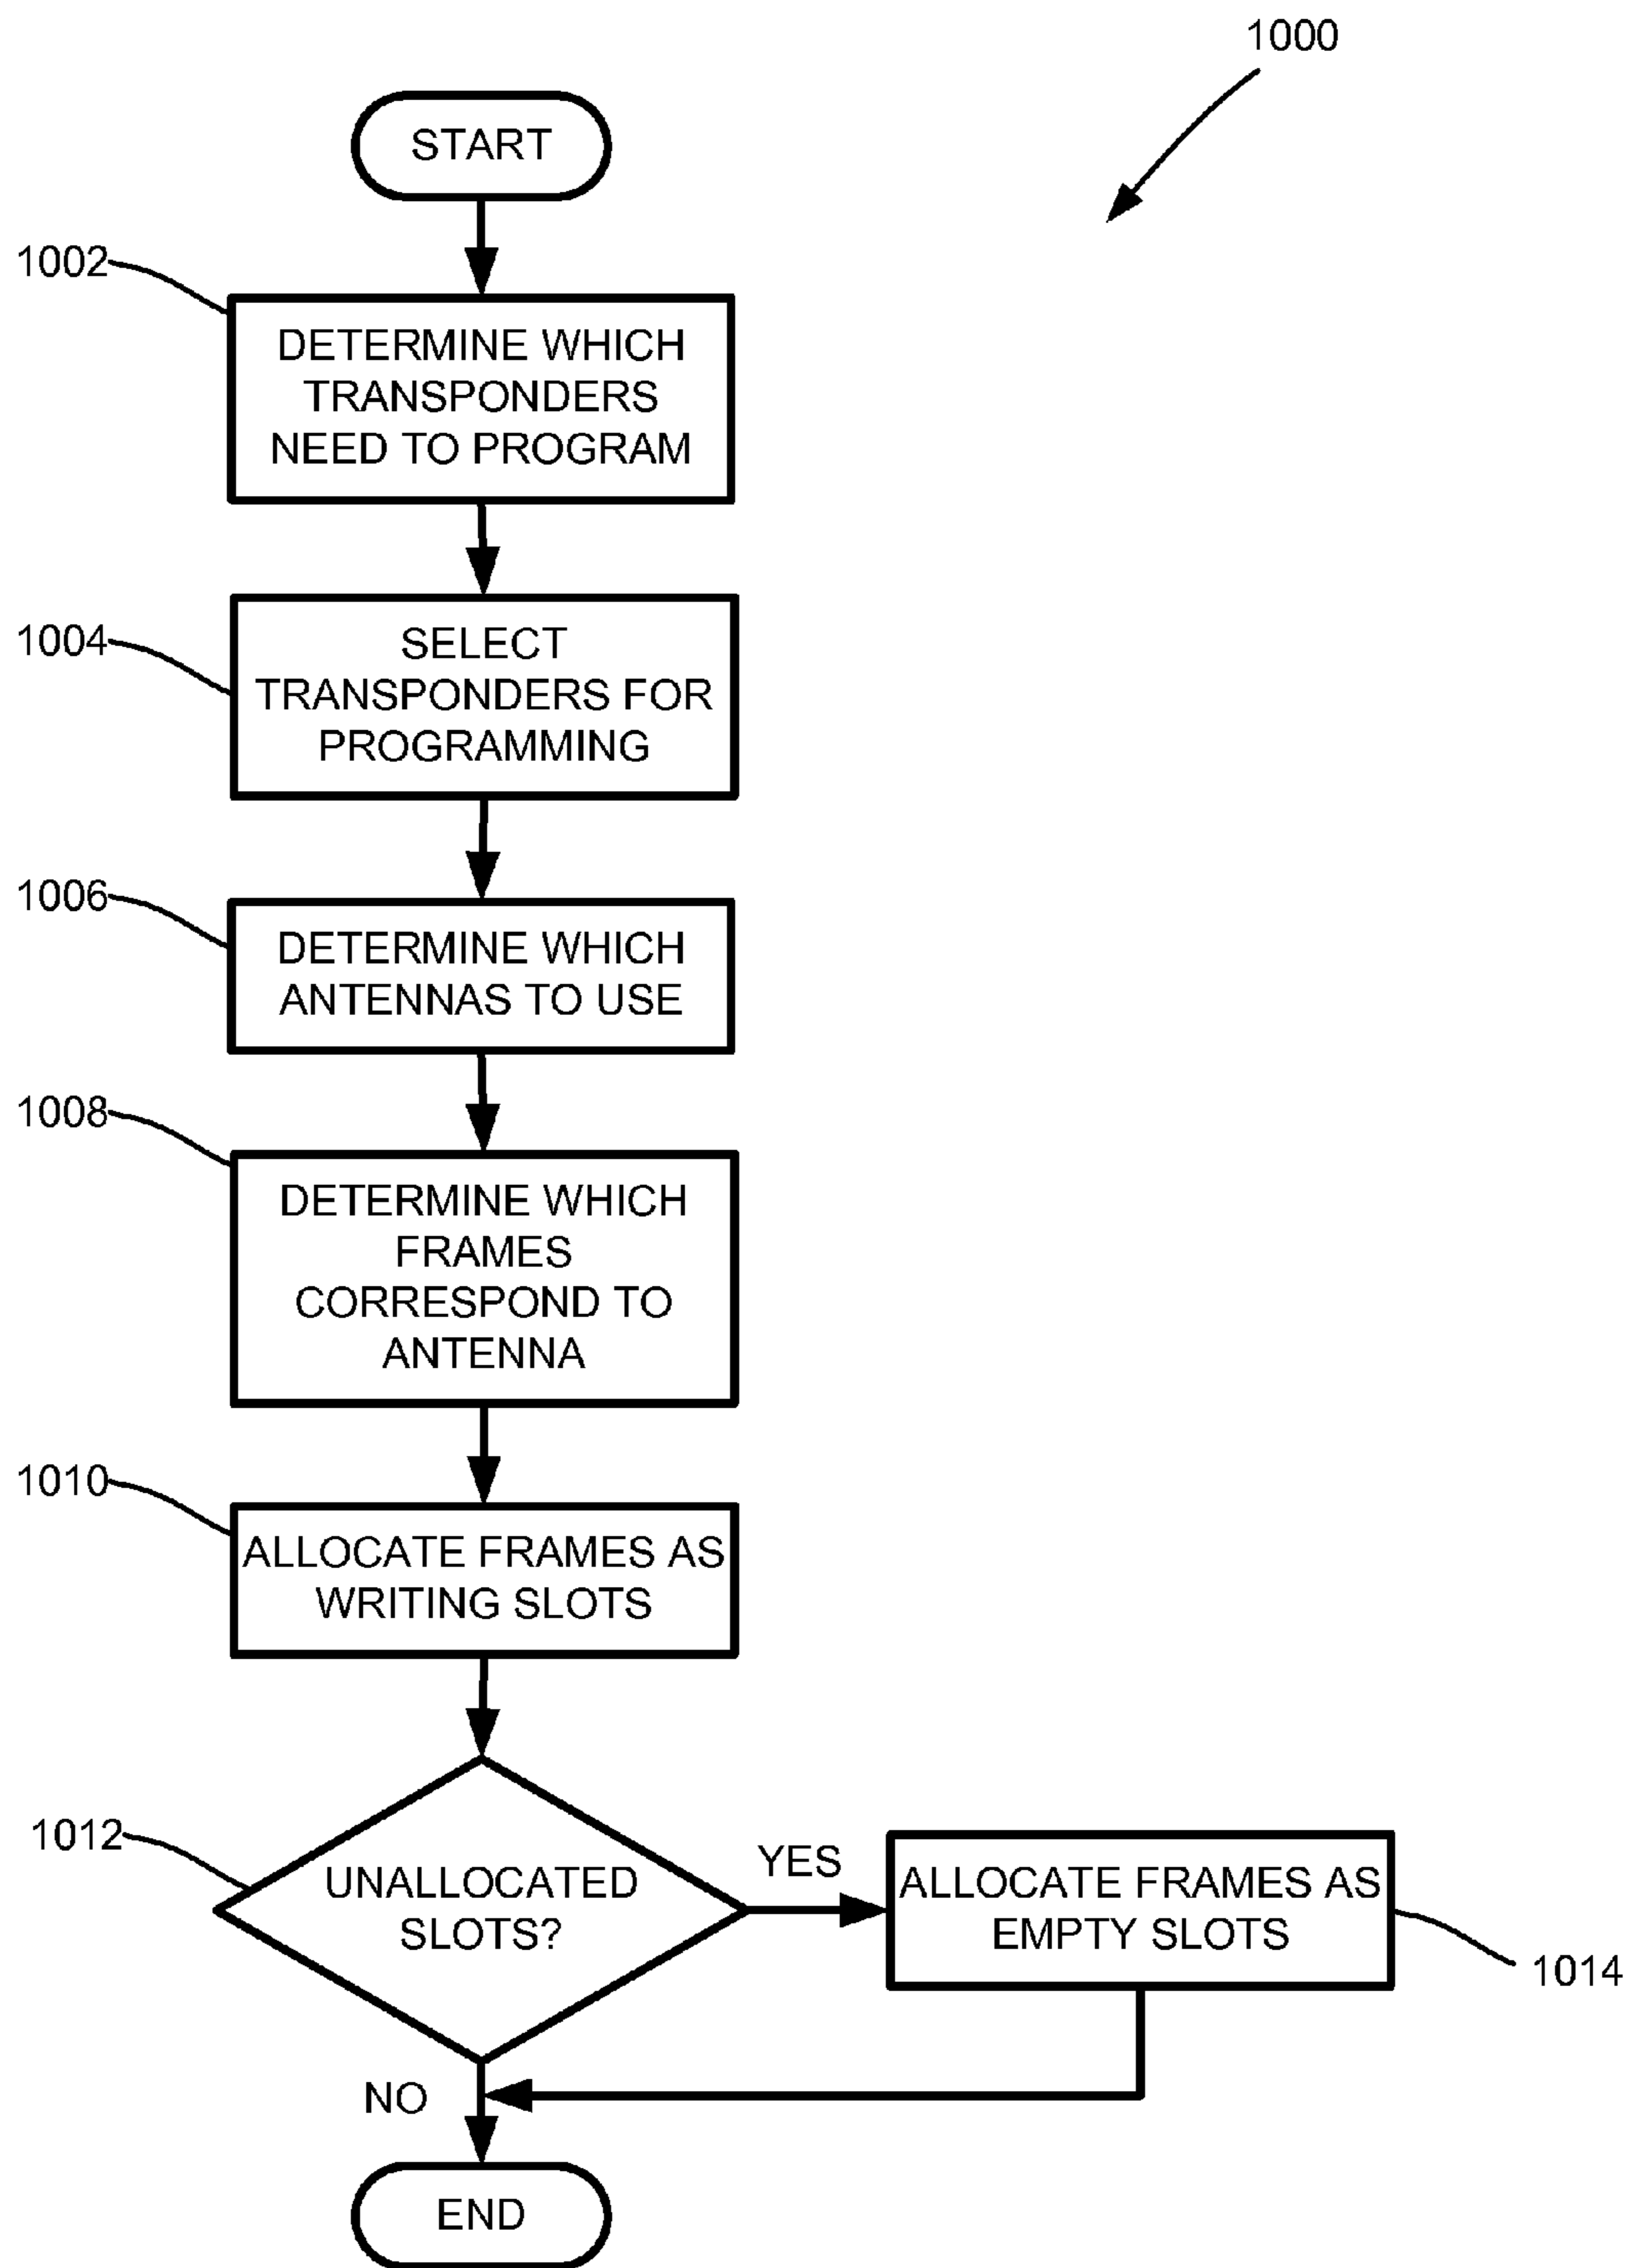 1000
START
1002
DETERMINE WHICH
TRANSPONDERS
NEED TO PROGRAM
1004
SELECT
TRANSPONDERS FOR
PROGRAMMING
1006
DETERMINE WHICH
ANTENNAS TO USE
1008
DETERMINE WHICH
FRAMES
CORRESPOND TO
ANTENNA
1010
ALLOCATE FRAMES AS
WRITING SLOTS
1012
UNALLOCATED
SLOTS?
YES
ALLOCATE FRAMES AS
EMPTY SLOTS
1014
NO
END